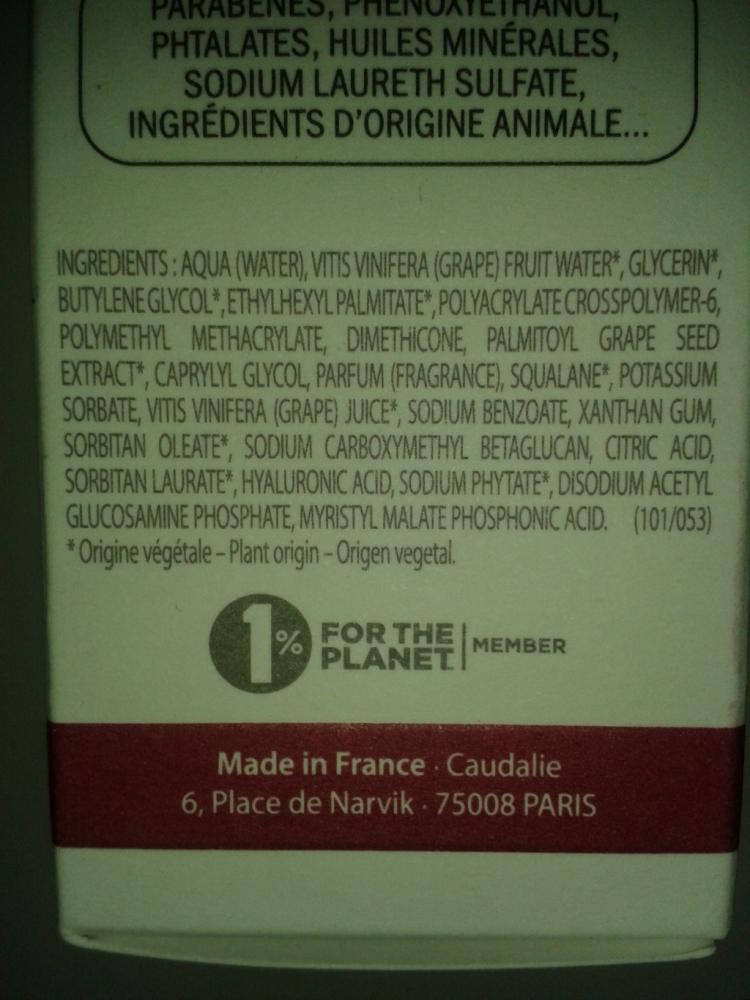 PARABÈNES, PHENOXYETHANOL,
PHTALATES, HUILES MINÉRALES,
SODIUM LAURETH SULFATE,
INGRÉDIENTS D'ORIGINE ANIMALE...
INGREDIENTS : AQUA (WATER), VITIS VINIFERA (GRAPE) FRUIT WATER*, GLYCERIN*,
BUTYLENE GLYCOL*, ETHYLHEXYL PALMITATE*, POLYACRYLATE CROSSPOLYMER-6,
POLYMETHYL METHACRYLATE, DIMETHICONE, PALMITOYL GRAPE SEED
EXTRACT*, CAPRYLYL GLYCOL, PARFUM (FRAGRANCE), SQUALANE*, POTASSIUM
SORBATE, VITIS VINIFERA (GRAPE) JUICE*, SODIUM BENZOATE, XANTHAN GUM,
SORBITAN OLEATE*, SODIUM CARBOXYMETHYL BETAGLUCAN, CITRIC ACID,
SORBITAN LAURATE*, HYALURONIC ACID, SODIUM PHYTATE*, DISODIUM ACETYL
GLUCOSAMINE PHOSPHATE, MYRISTYL MALATE PHOSPHONIC ACID. (101/053)
* Origine végétale – Plant origin – Origen vegetal.
1% FOR THE PLANET. MEMBER
Made in France · Caudalie
6, Place de Narvik · 75008 PARIS